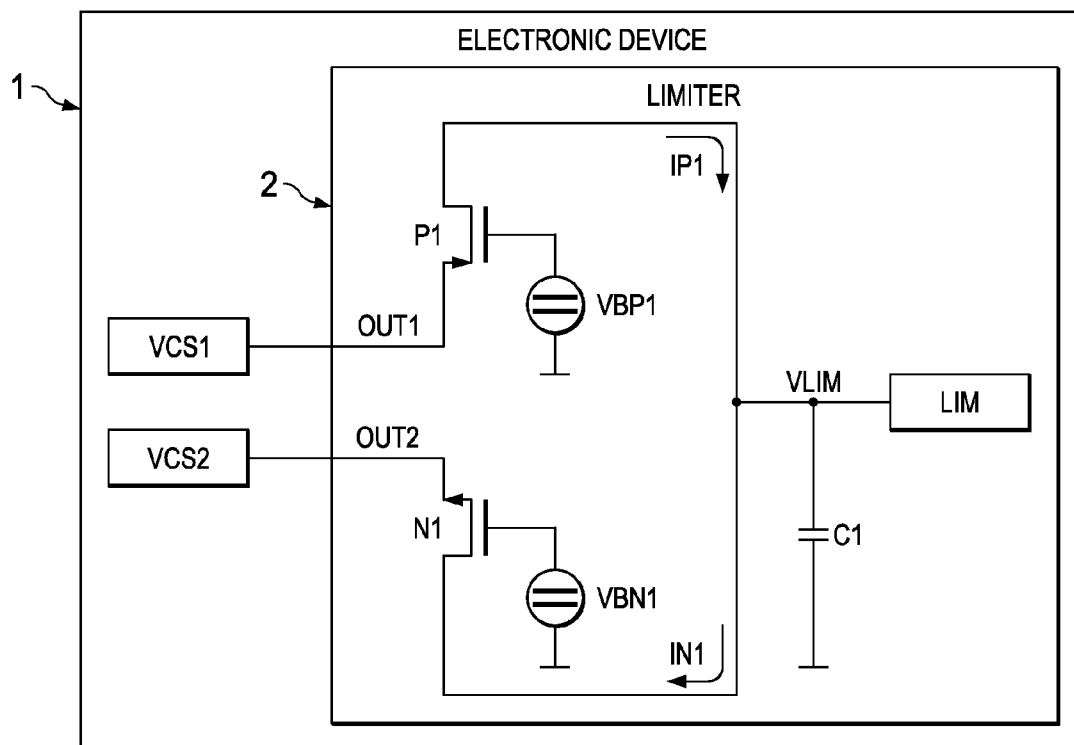 ELECTRONIC DEVICE
1
LIMITER
IP1
2
P1
VBP1
OUT1
VCS1
VLIM
LIM
OUT2
VCS2
N1
C1
VBN1
IN1